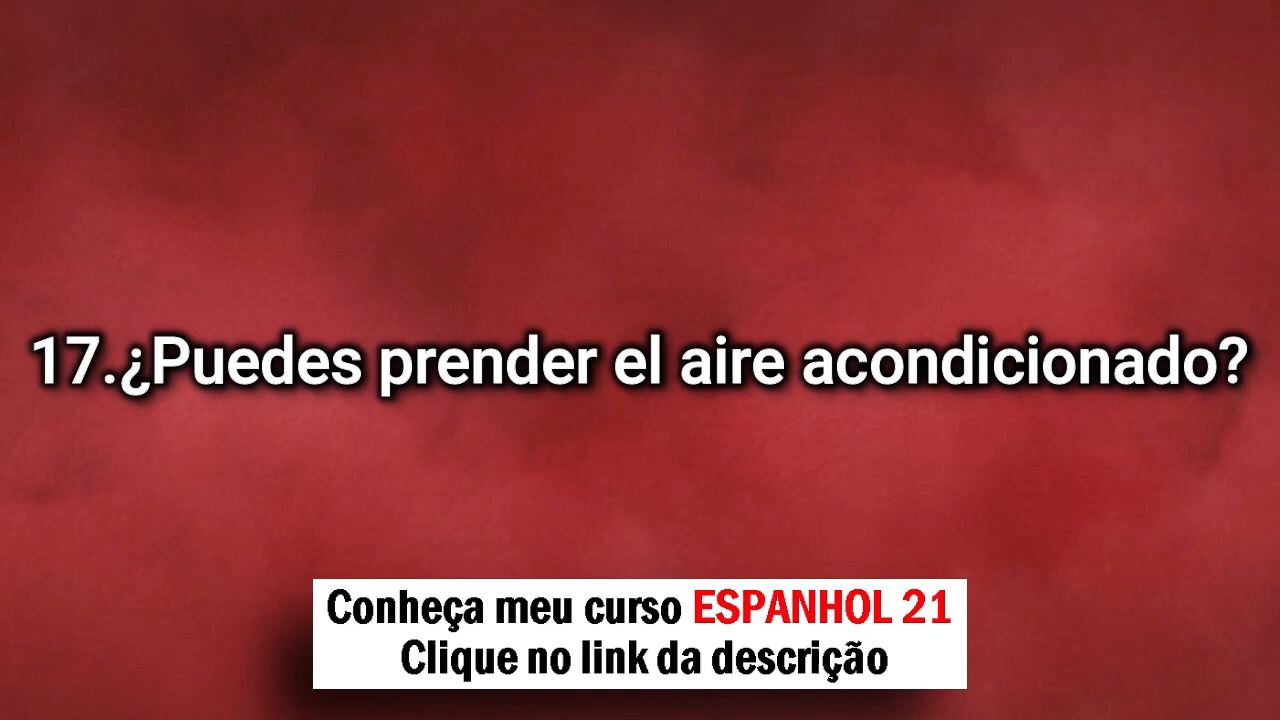 17.¿Puedes prender el aire acondicionado?
Conheça meu curso ESPANHOL 21
Clique no link da descrição